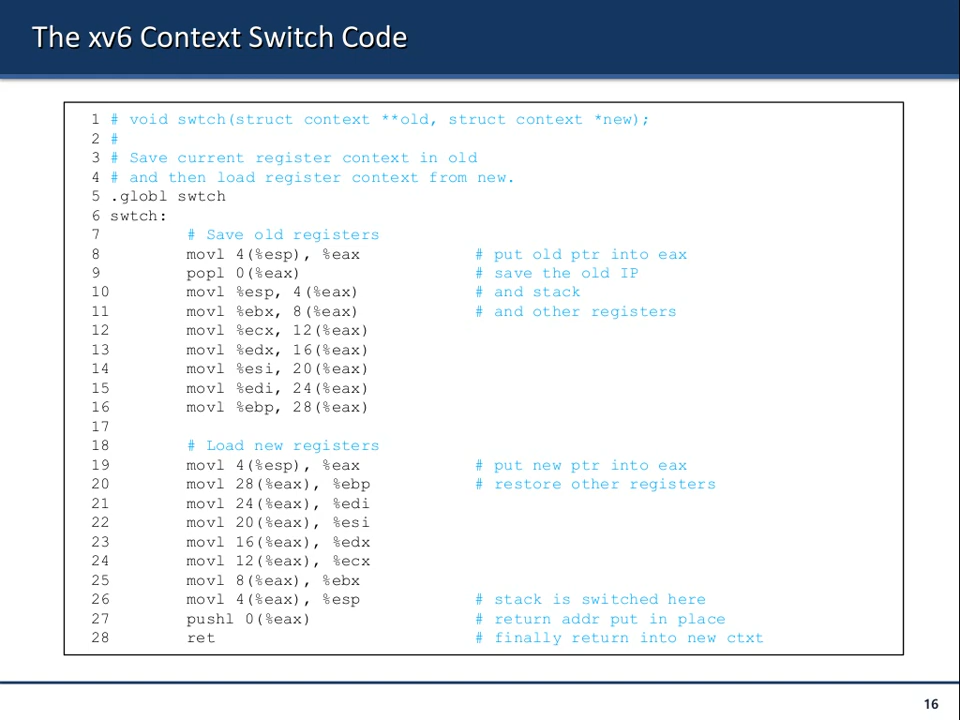 The xv6 Context Switch Code
1 # void swtch(struct context **old, struct context *new);
2 #
3 # Save current register context in old
4 # and then load register context from new.
5 .globl swtch
6 swtch:
7 # Save old registers
8 movl 4(%esp), %eax # put old ptr into eax
9 popl 0(%eax) # save the old IP
10 movl %esp, 4(%eax) # and stack
11 movl %ebx, 8(%eax) # and other registers
12 movl %ecx, 12(%eax)
13 movl %edx, 16(%eax)
14 movl %esi, 20(%eax)
15 movl %edi, 24(%eax)
16 movl %ebp, 28(%eax)
17
18 # Load new registers
19 movl 4(%esp), %eax # put new ptr into eax
20 movl 28(%eax), %ebp # restore other registers
21 movl 24(%eax), %edi
22 movl 20(%eax), %esi
23 movl 16(%eax), %edx
24 movl 12(%eax), %ecx
25 movl 8(%eax), %ebx
26 movl 4(%eax), %esp # stack is switched here
27 pushl 0(%eax) # return addr put in place
28 ret # finally return into new ctxt
16